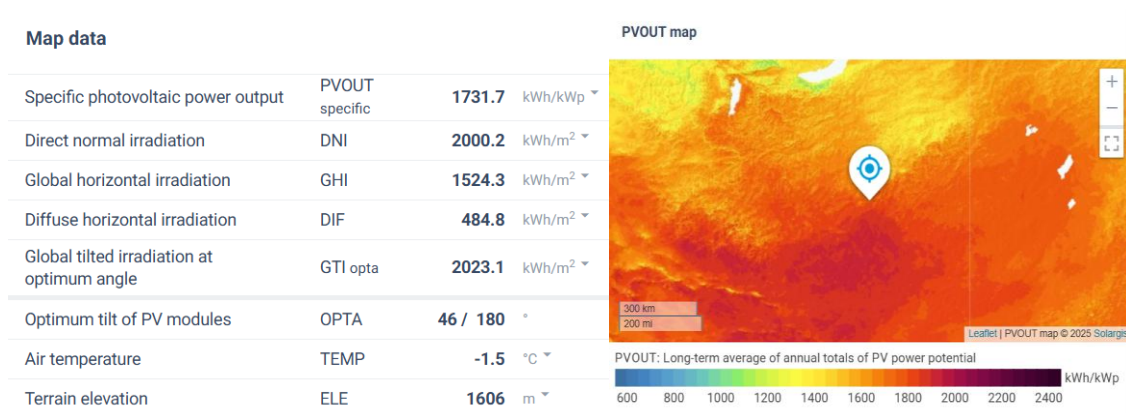 Map data
Specific photovoltaic power output PVOUT specific 1731.7 kWh/kWp
Direct normal irradiation DNI 2000.2 kWh/m²
Global horizontal irradiation GHI 1524.3 kWh/m²
Diffuse horizontal irradiation DIF 484.8 kWh/m²
Global tilted irradiation at optimum angle GTI opta 2023.1 kWh/m²
Optimum tilt of PV modules OPTA 46 / 180 °
Air temperature TEMP -1.5 °C
Terrain elevation ELE 1606 m
PVOUT map
+
−
300 km
200 mi
Leaflet | PVOUT map © 2025 Solargis
PVOUT: Long-term average of annual totals of PV power potential
kWh/kWp
600 800 1000 1200 1400 1600 1800 2000 2200 2400